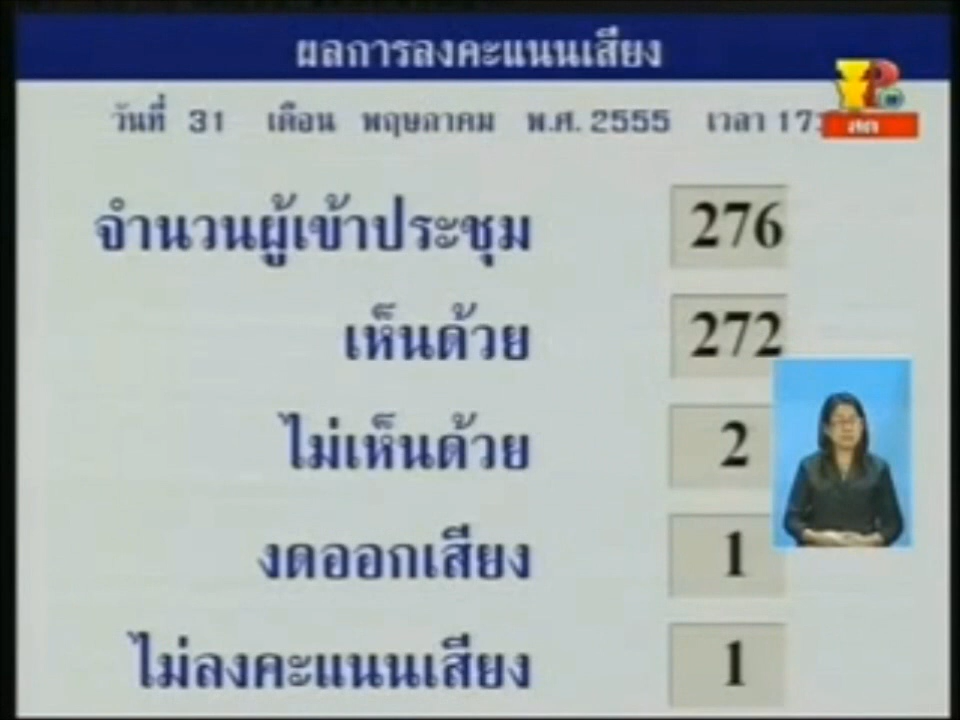 ผลการลงคะแนนเสียง
วันที่ 31 เดือน พฤษภาคม พ.ศ. 2555 เวลา 17:
สด
จำนวนผู้เข้าประชุม 276
เห็นด้วย 272
ไม่เห็นด้วย 2
งดออกเสียง 1
ไม่ลงคะแนนเสียง 1